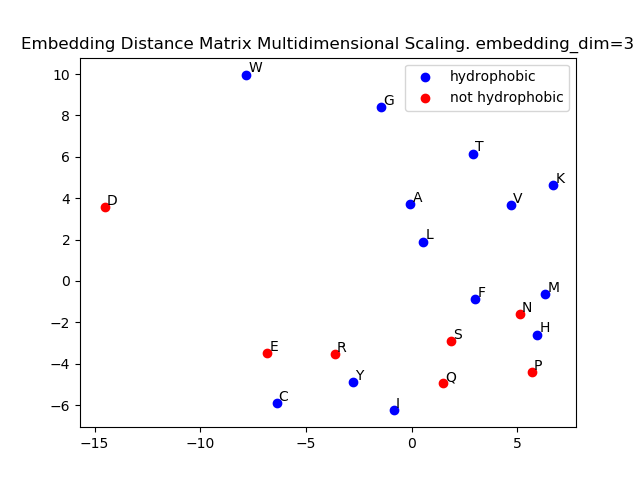 Embedding Distance Matrix Multidimensional Scaling. embedding_dim=3
hydrophobic
not hydrophobic
10
8
6
4
2
0
−2
−4
−6
W
G
T
K
D
A
V
L
F
M
N
H
S
E
R
P
Y
Q
C
I
−15
−10
−5
0
5